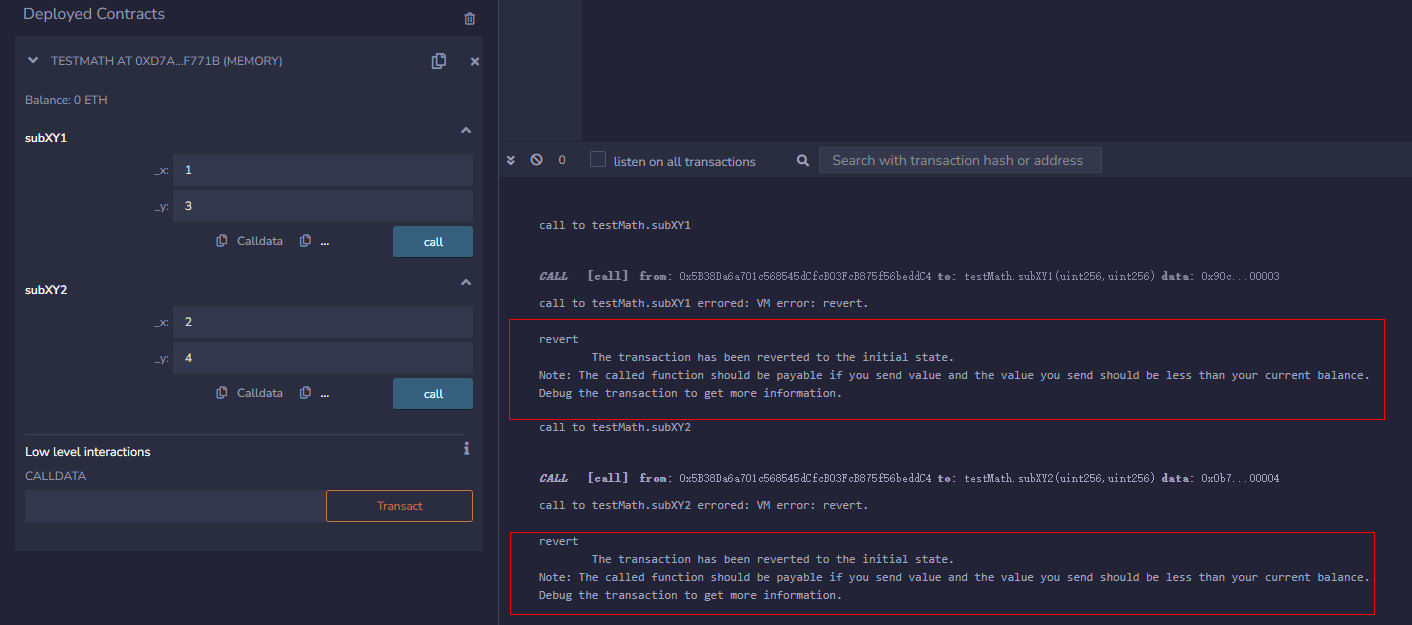 Deployed Contracts
TESTMATH AT 0XD7A...F771B (MEMORY)
Balance: 0 ETH
subXY1
_x: 1
_y: 3
Calldata ... call
subXY2
_x: 2
_y: 4
Calldata ... call
Low level interactions
CALLDATA
Transact
0 listen on all transactions Search with transaction hash or address
call to testMath.subXY1
CALL [call] from: 0x5B38Da6a701c568545dCfcB03FcB875f56beddC4 to: testMath.subXY1(uint256,uint256) data: 0x90c...00003
call to testMath.subXY1 errored: VM error: revert.
revert
The transaction has been reverted to the initial state.
Note: The called function should be payable if you send value and the value you send should be less than your current balance.
Debug the transaction to get more information.
call to testMath.subXY2
CALL [call] from: 0x5B38Da6a701c568545dCfcB03FcB875f56beddC4 to: testMath.subXY2(uint256,uint256) data: 0x0b7...00004
call to testMath.subXY2 errored: VM error: revert.
revert
The transaction has been reverted to the initial state.
Note: The called function should be payable if you send value and the value you send should be less than your current balance.
Debug the transaction to get more information.